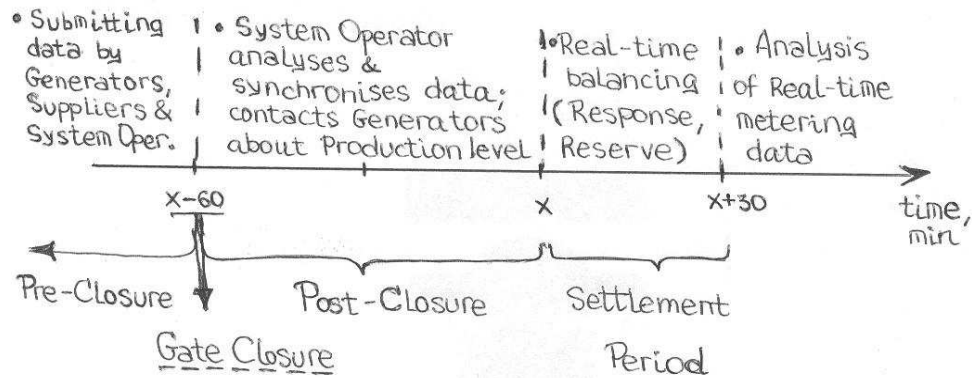 • Submitting
data by
Generators,
Suppliers &
System Oper.
• System Operator
analyses &
synchronises data;
contacts Generators
about Production level
• Real-time
balancing
(Response,
Reserve)
• Analysis
of Real-time
metering
data
x-60
x
x+30
time,
min
Pre-Closure
Post-Closure
Settlement
Period
Gate Closure